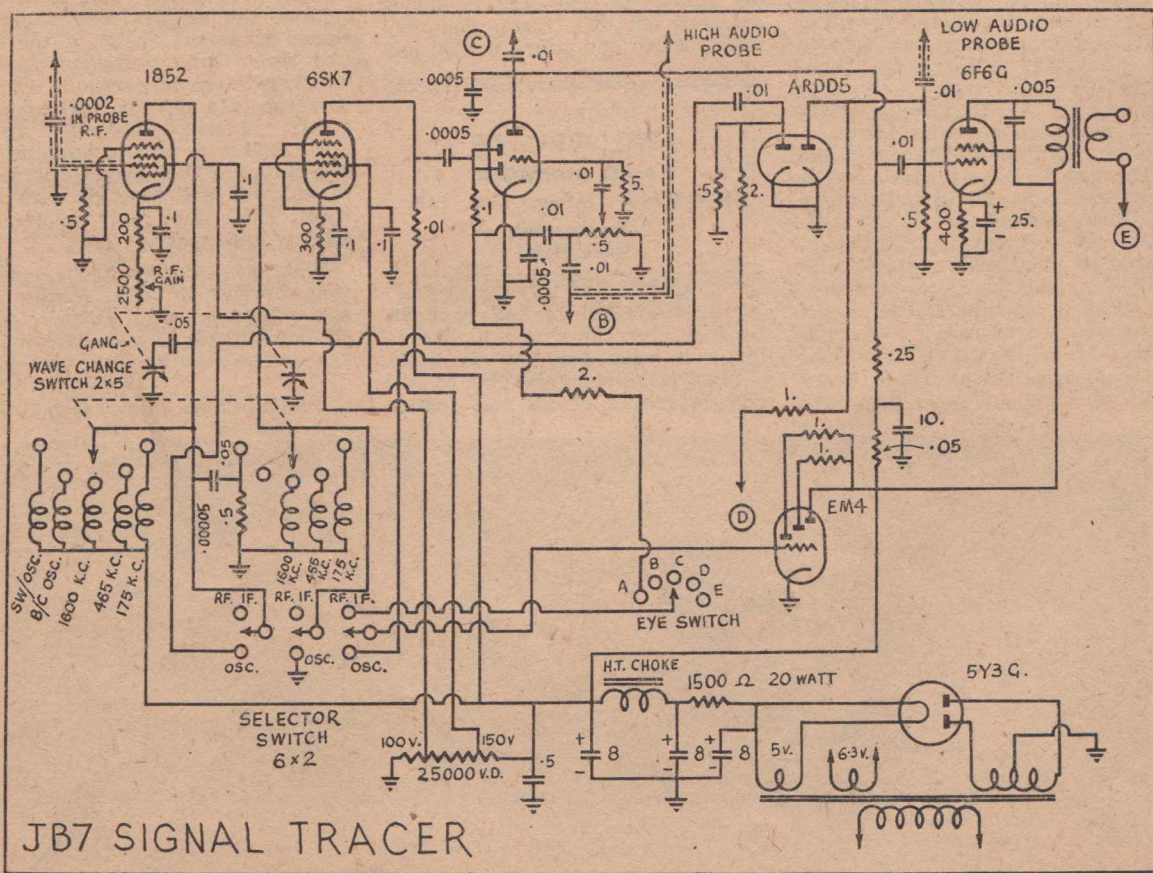 HIGH AUDIO
PROBE
LOW AUDIO
PROBE
C
.01
1852
6SK7
6F6G
.0005
ARDD5
.005
.0002
IN PROBE
R.F.
.01
.01
.0005
.01
.1
.01
5.
.5
2.
.5
200
.1
300
.1
.1
.01
.1
.01
.5
.01
.0005
.5
400
+
25.
-
E
2500
R.F.
GAIN
B
.05
GANG
WAVE CHANGE
SWITCH 2×5
.25
2.
1.
10.
.05
1.
1.
.05
.00005
.5
D
EM4
SW/OSC.
B/C OSC.
1600 K.C.
465 K.C.
175 K.C.
1600 K.C.
465 K.C.
175 K.C.
A
B
C
D
E
EYE SWITCH
RF. IF.
RF. IF.
RF. IF.
OSC.
OSC.
OSC.
H.T. CHOKE
1500 Ω 20 WATT
5Y3G.
SELECTOR
SWITCH
6×2
100V.
150V
25000 V.D.
.5
+
8
-
+
8
-
+
8
-
5V.
6·3V.
JB7 SIGNAL TRACER